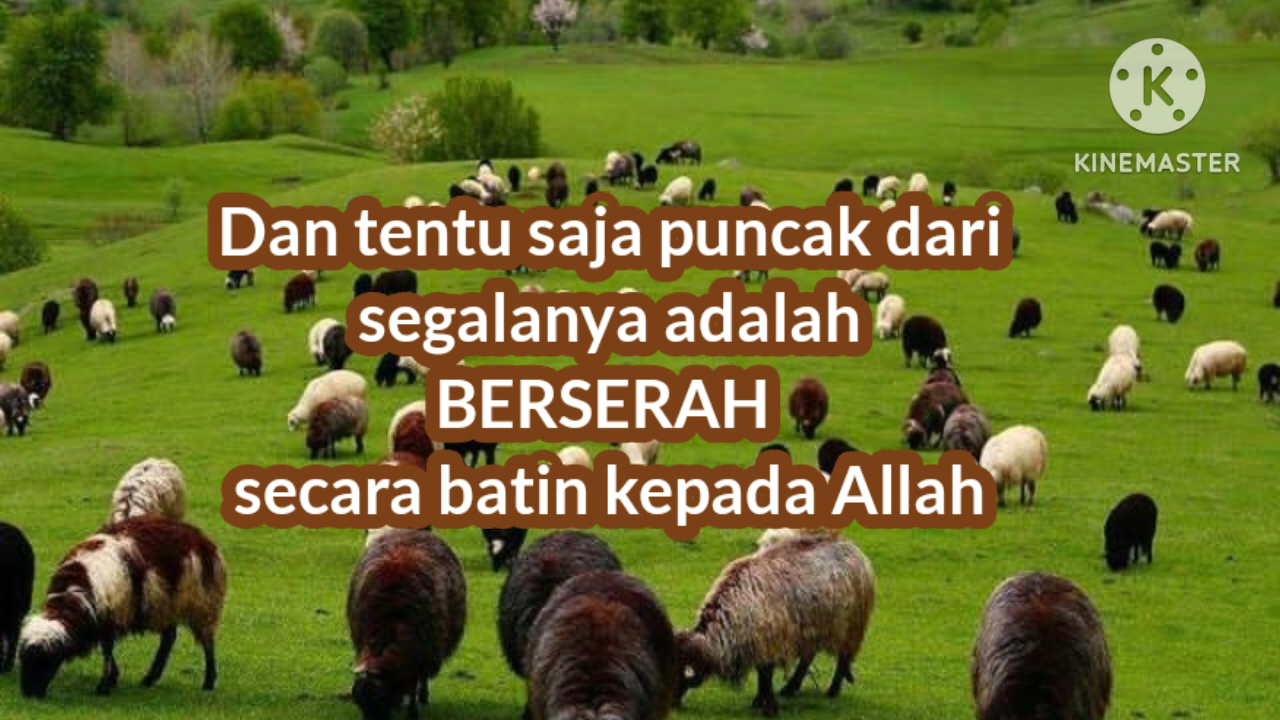 K
KINEMASTER
Dan tentu saja puncak dari
segalanya adalah
BERSERAH
secara batin kepada Allah